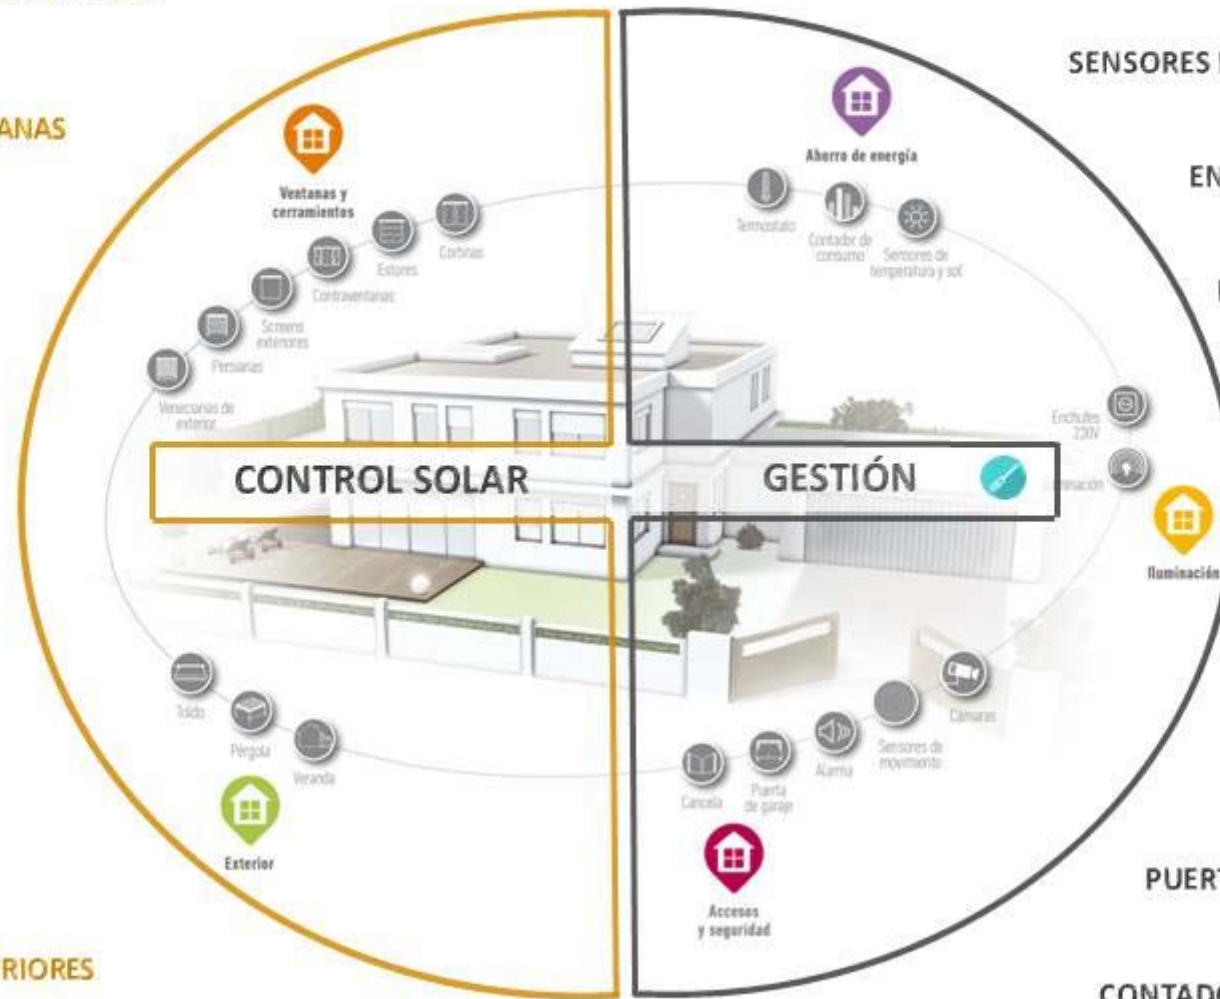 SENSORES
ANAS
Ahorro de energía
Ventanas y
cerramientos
EN
Termostato
Contador de
consumo
Sensores de
temperatura y sol
Cortinas
Estores
Contraventanas
Screens
exteriores
Persianas
Venecianas de
exterior
Enchufes
230V
CONTROL SOLAR
GESTIÓN
minación
Iluminación
Toldo
Pérgola
Veranda
Cámaras
Sensores de
movimiento
Alarma
Puerta
de garaje
Cancela
Exterior
PUERT
Accesos
y seguridad
RIORES
CONTADO